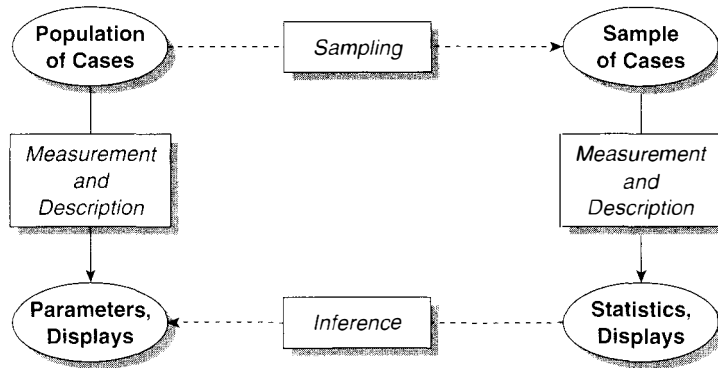 Population
of Cases
Sampling
Sample
of Cases
Measurement
and
Description
Measurement
and
Description
Parameters,
Displays
Inference
Statistics,
Displays